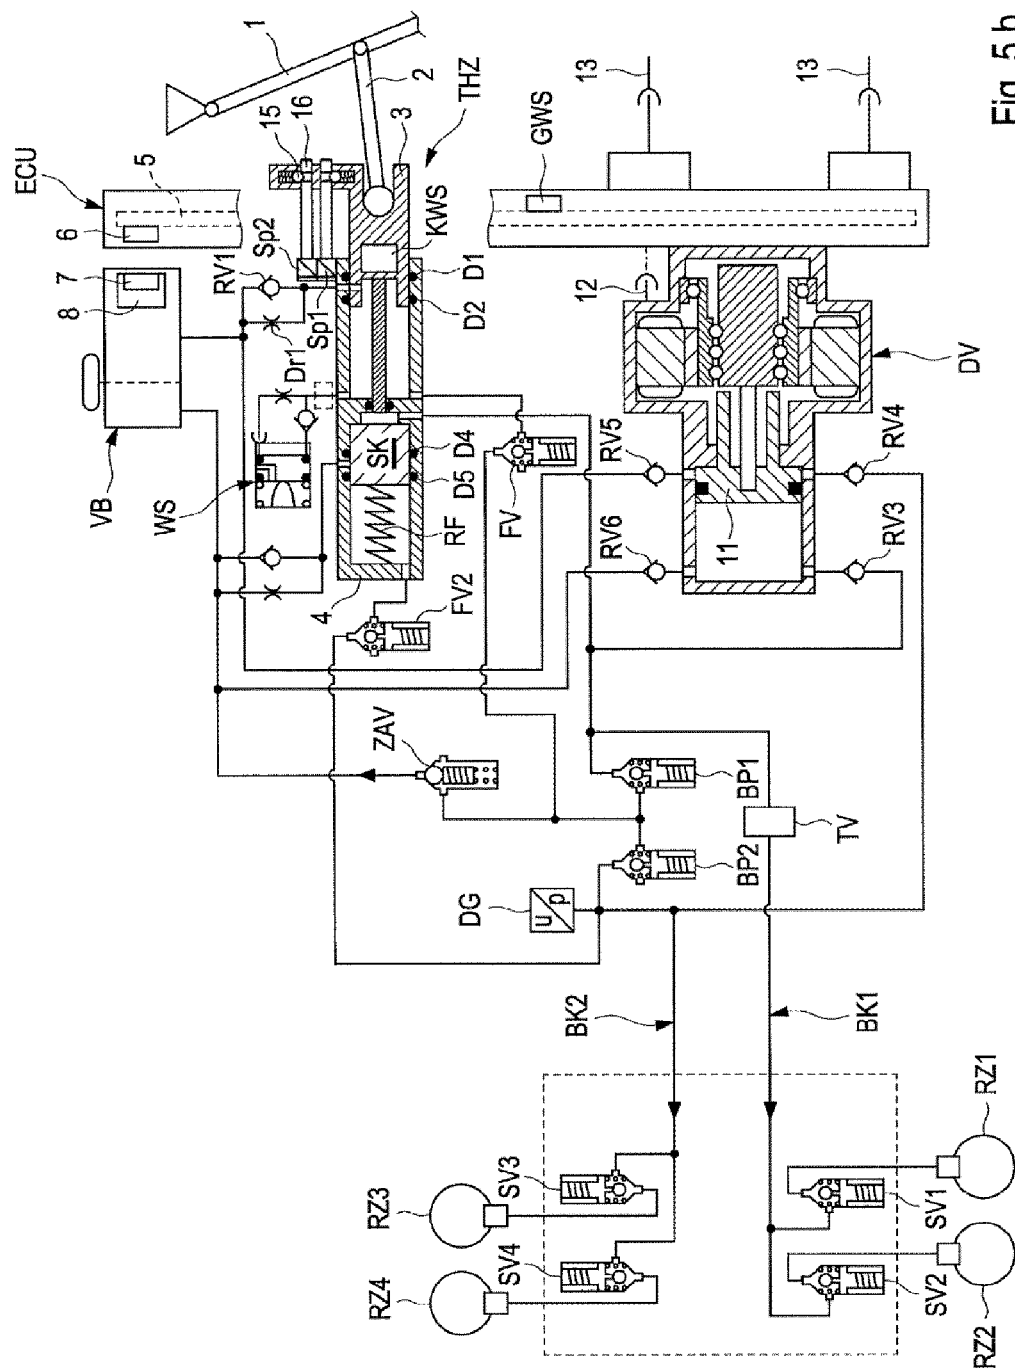 1
2
3
THZ
15
16
KWS
ECU
5
6
7
8
VB
Sp2
Sp1
RV1
Dr1
D1
D2
WS
SK
D4
D5
RF
4
FV
FV2
GWS
13
13
12
DV
RV5
RV4
RV6
RV3
11
ZAV
BP1
BP2
TV
DG
u
p
BK2
BK1
SV3
SV4
RZ3
RZ4
SV1
SV2
RZ1
RZ2
Fig. 5 b